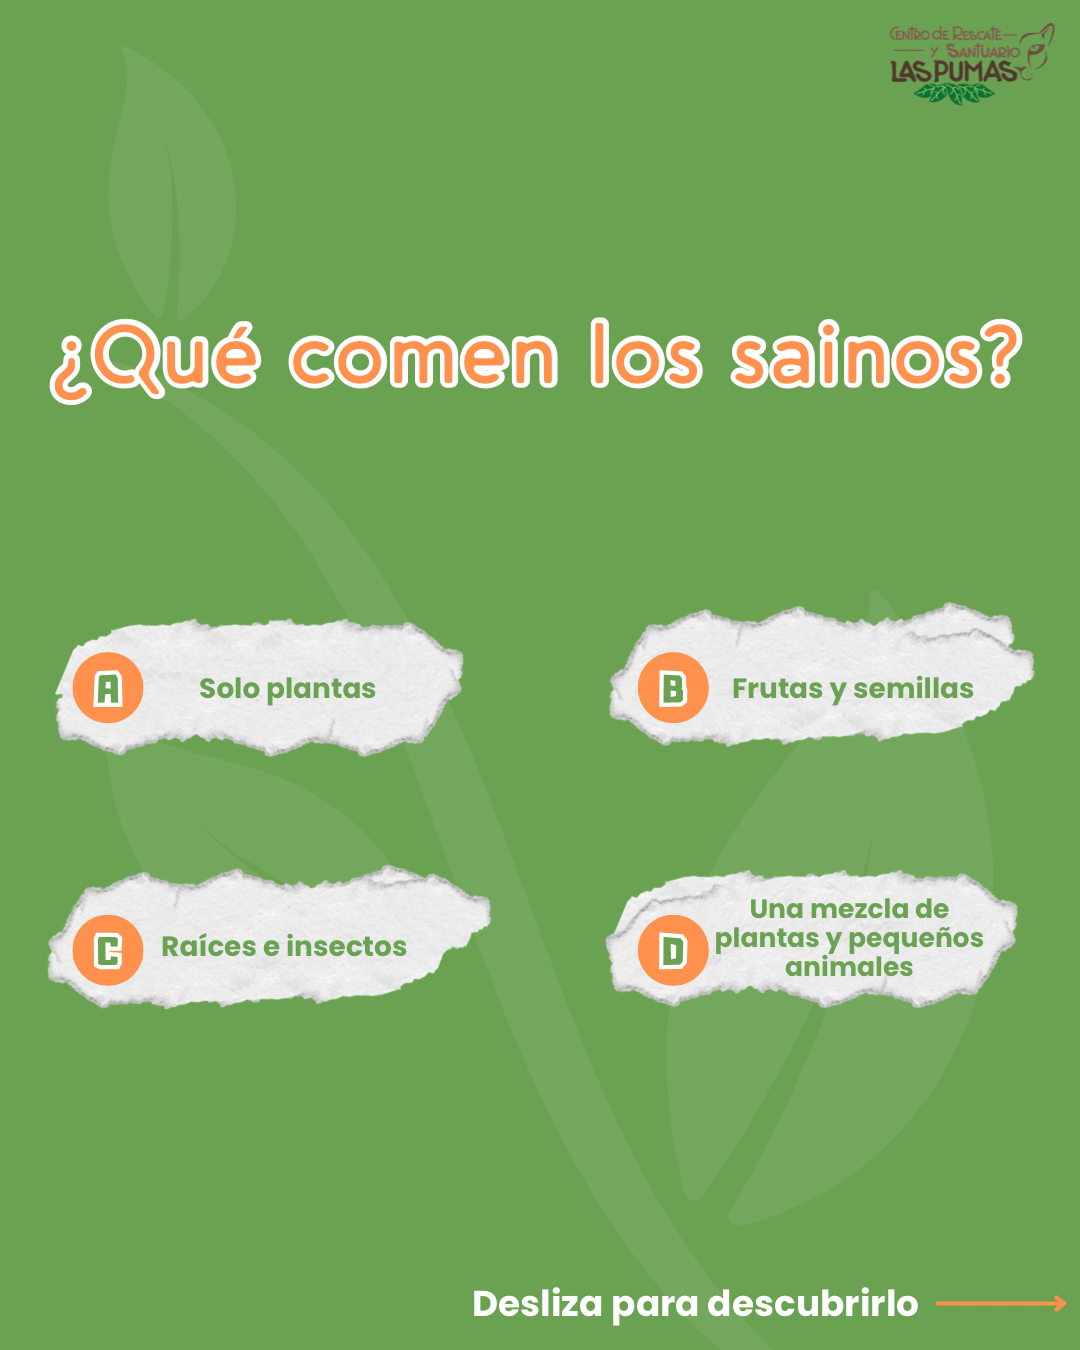 CENTRO DE RESCATE
Y SANTUARIO
LAS PUMAS
¿Qué comen los sainos?
A Solo plantas
B Frutas y semillas
C Raíces e insectos
D Una mezcla de
plantas y pequeños
animales
Desliza para descubrirlo